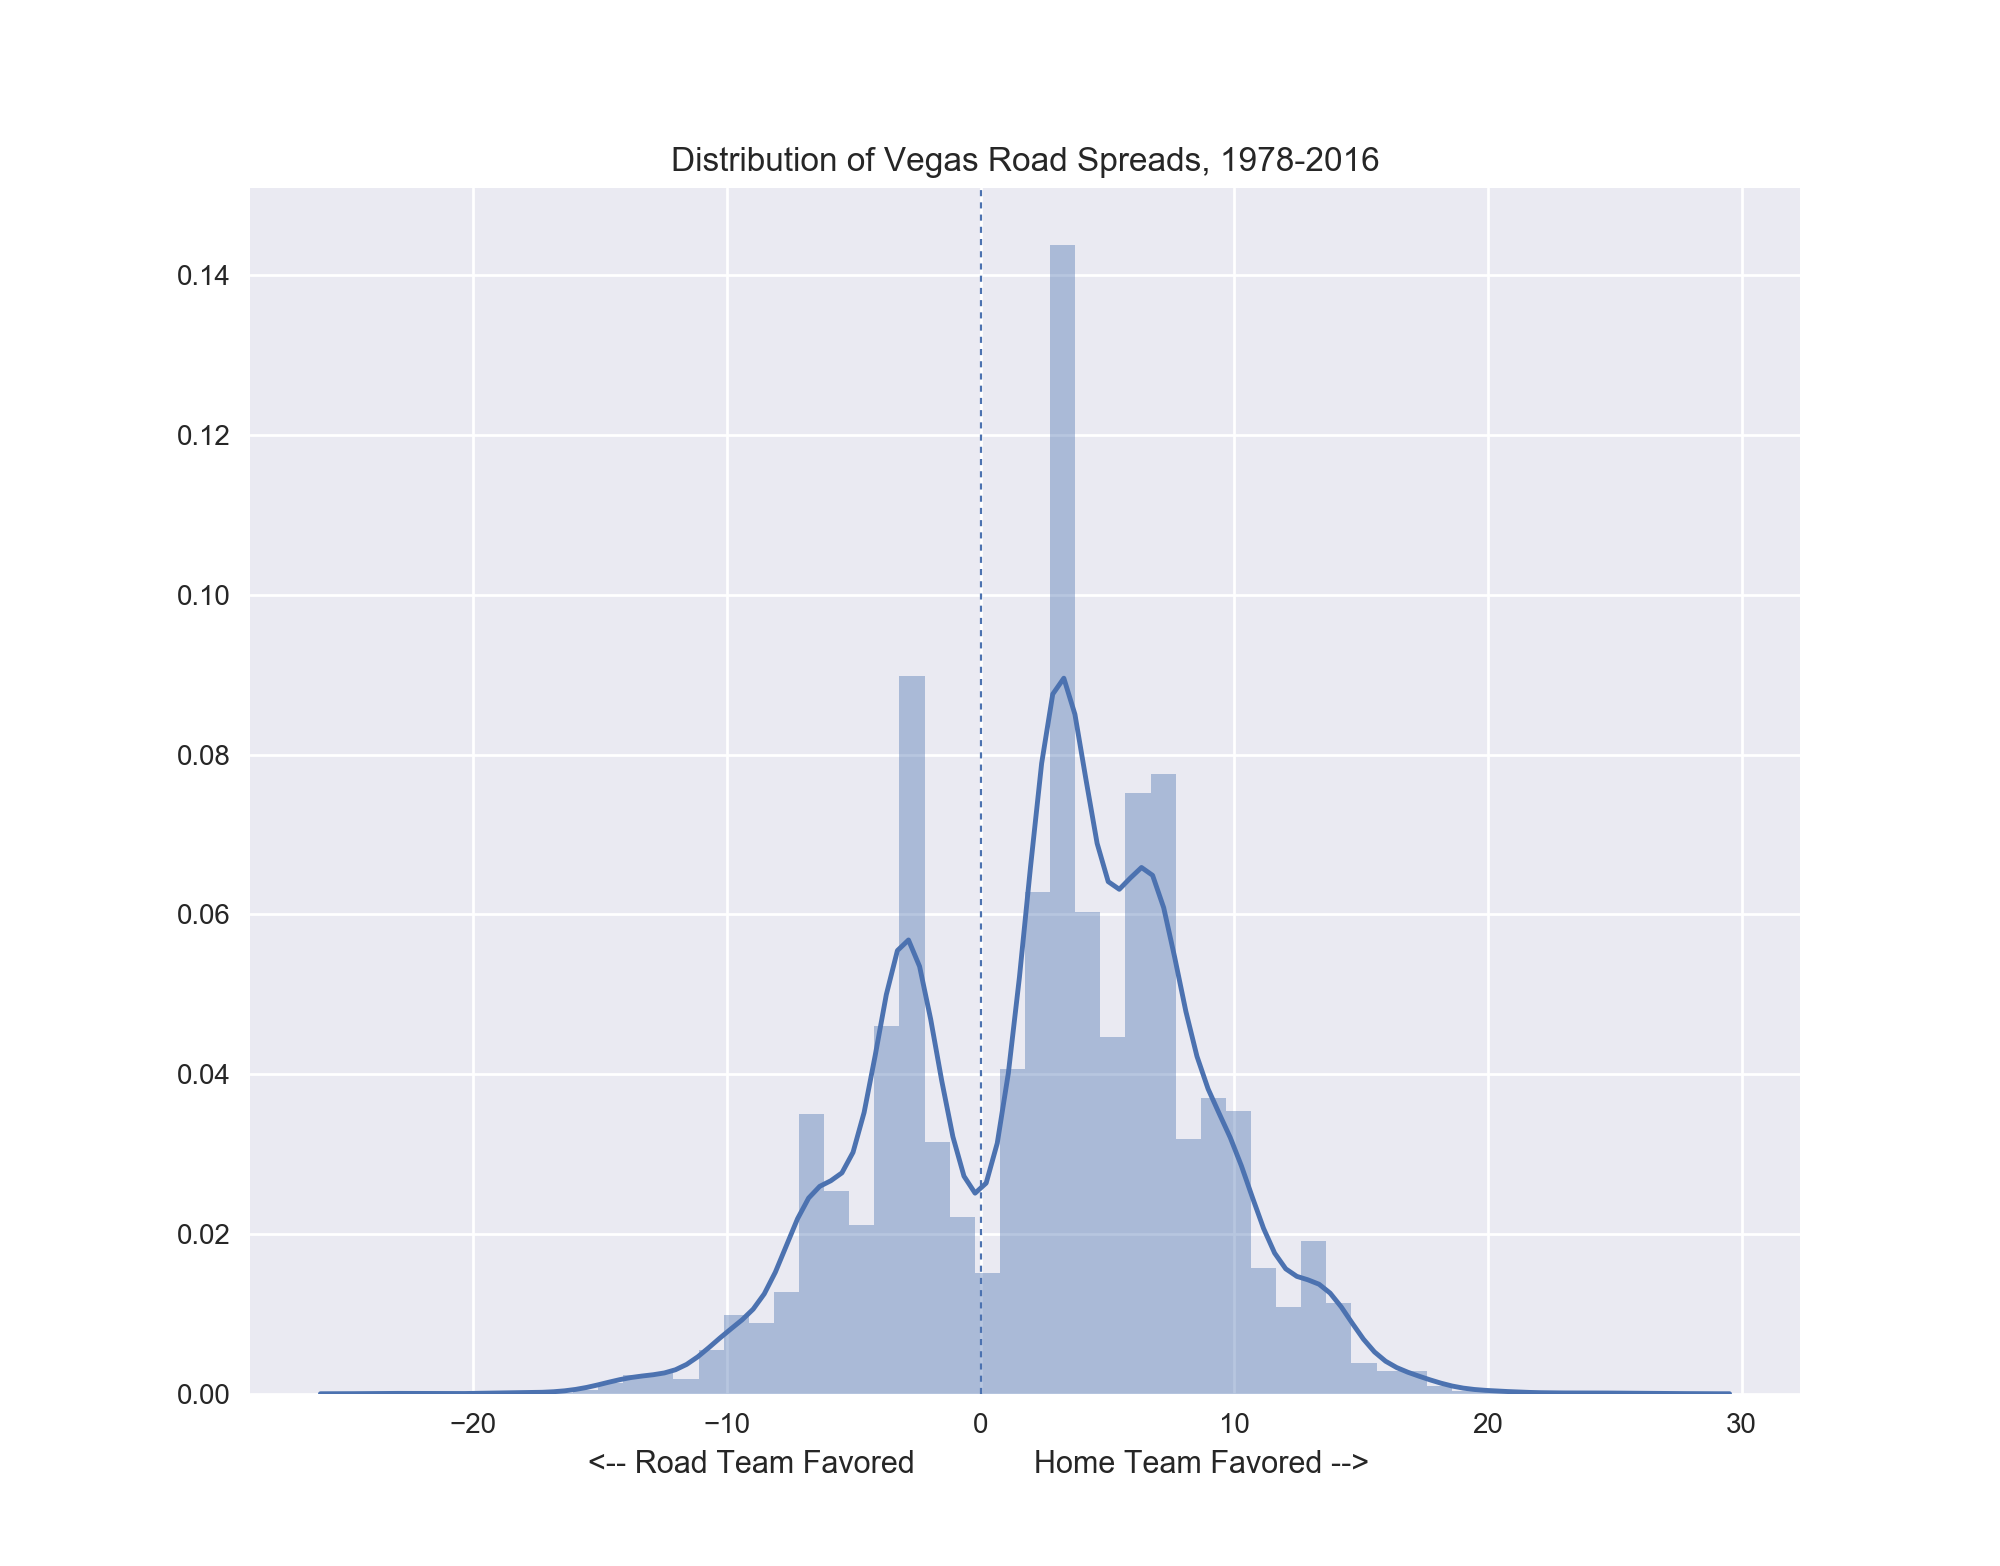 Distribution of Vegas Road Spreads, 1978-2016
0.14
0.12
0.10
0.08
0.06
0.04
0.02
0.00
−20 −10 0 10 20 30
<-- Road Team Favored Home Team Favored -->